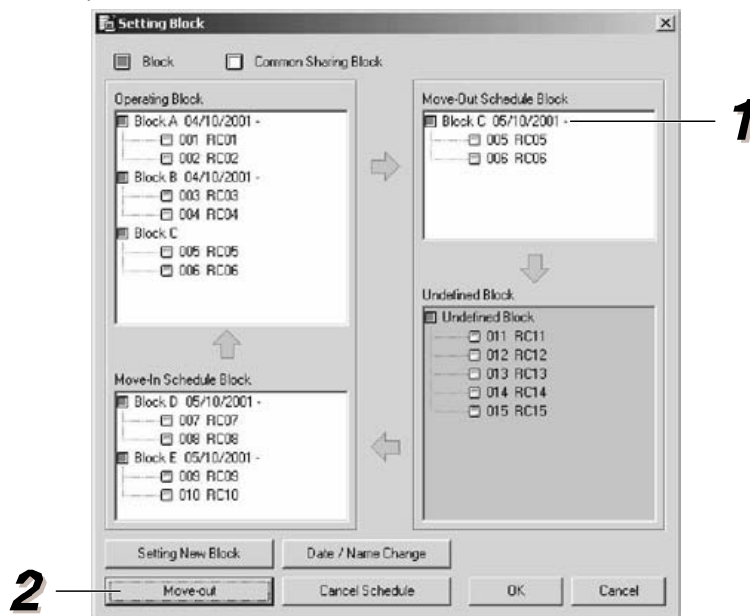 Setting Block
Block
Common Sharing Block
Operating Block
Block A 04/10/2001 -
001 RC01
002 RC02
Block B 04/10/2001 -
003 RC03
004 RC04
Block C
005 RC05
006 RC06
Move-Out Schedule Block
Block C 05/10/2001 -
005 RC05
006 RC06
1
Undefined Block
Undefined Block
011 RC11
012 RC12
013 RC13
014 RC14
015 RC15
Move-In Schedule Block
Block D 05/10/2001 -
007 RC07
008 RC08
Block E 05/10/2001 -
009 RC09
010 RC10
Setting New Block
Date / Name Change
2
Move-out
Cancel Schedule
OK
Cancel